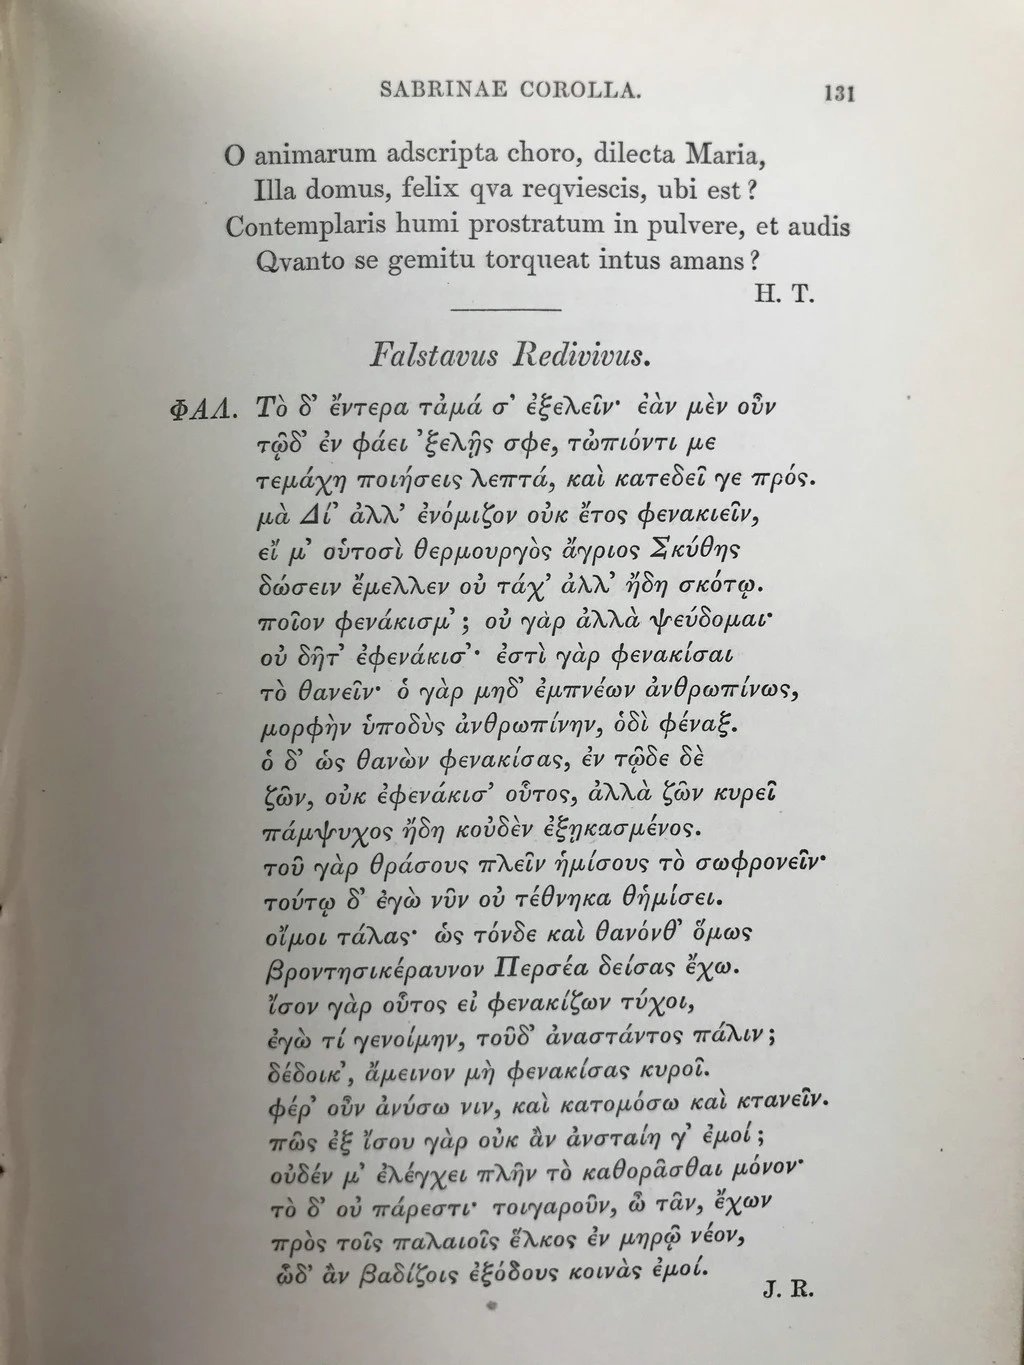 SABRINAE COROLLA. 131
O animarum adscripta choro, dilecta Maria,
Illa domus, felix qva reqviescis, ubi est?
Contemplaris humi prostratum in pulvere, et audis
Qvanto se gemitu torqueat intus amans?
H. T.
Falstavus Redivivus.
ΦΑΛ. Τὸ δ' ἔντερα τἀμά σ' ἐξελεῖν· ἐὰν μὲν οὖν
τῷδ' ἐν φάει 'ξελῇς σφε, τὠπιόντι με
τεμάχη ποιήσεις λεπτά, καὶ κατεδεῖ γε πρός.
μὰ Δί' ἀλλ' ἐνόμιζον οὐκ ἔτος φενακιεῖν,
εἴ μ' οὑτοσὶ θερμουργὸς ἄγριος Σκύθης
δώσειν ἔμελλεν οὐ τάχ' ἀλλ' ἤδη σκότῳ.
ποῖον φενάκισμ'; οὐ γὰρ ἀλλὰ ψεύδομαι·
οὐ δῆτ' ἐφενάκισ'· ἐστὶ γὰρ φενακίσαι
τὸ θανεῖν· ὁ γὰρ μηδ' ἐμπνέων ἀνθρωπίνως,
μορφὴν ὑποδὺς ἀνθρωπίνην, ὁδὶ φέναξ.
ὁ δ' ὡς θανὼν φενακίσας, ἐν τῷδε δὲ
ζῶν, οὐκ ἐφενάκισ' οὗτος, ἀλλὰ ζῶν κυρεῖ
πάμψυχος ἤδη κοὐδὲν ἐξῃκασμένος.
τοῦ γὰρ θράσους πλεῖν ἡμίσους τὸ σωφρονεῖν·
τούτῳ δ' ἐγὼ νῦν οὐ τέθνηκα θἠμίσει.
οἴμοι τάλας· ὡς τόνδε καὶ θανόνθ' ὅμως
βροντησικέραυνον Περσέα δείσας ἔχω.
ἴσον γὰρ οὗτος εἰ φενακίζων τύχοι,
ἐγὼ τί γενοίμην, τοῦδ' ἀναστάντος πάλιν;
δέδοικ', ἄμεινον μὴ φενακίσας κυροῖ.
φέρ' οὖν ἀνύσω νιν, καὶ κατομόσω καὶ κτανεῖν.
πῶς ἐξ ἴσου γὰρ οὐκ ἂν ἀνσταίη γ' ἐμοί;
οὐδέν μ' ἐλέγχει πλὴν τὸ καθορᾶσθαι μόνον·
τὸ δ' οὐ πάρεστι· τοιγαροῦν, ὦ τᾶν, ἔχων
πρὸς τοῖς παλαιοῖς ἕλκος ἐν μηρῷ νέον,
ὧδ' ἂν βαδίζοις ἐξόδους κοινὰς ἐμοί.
J. R.